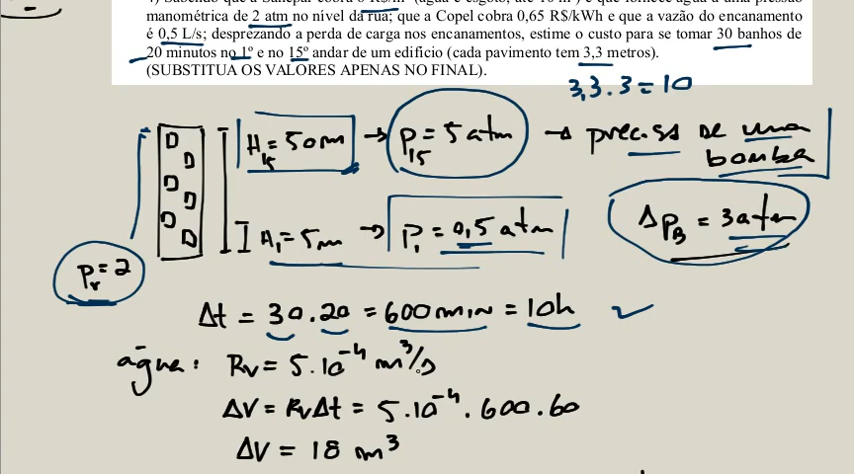 manométrica de 2 atm no nível da rua; que a Copel cobra 0,65 R$/kWh e que a vazão do encanamento
é 0,5 L/s; desprezando a perda de carga nos encanamentos, estime o custo para se tomar 30 banhos de
20 minutos no 1º e no 15º andar de um edifício (cada pavimento tem 3,3 metros).
(SUBSTITUA OS VALORES APENAS NO FINAL).
3,3.3=10
H₁₅=50m → P₁₅=5atm → precisa de uma
bomba
H₁=5m → P₁=0,5atm
ΔP_B=3atm
Pᵣ=2
Δt = 30.20 = 600min = 10h
água: Rv= 5.10⁻⁴ m³/s
ΔV = RvΔt = 5.10⁻⁴.600.60
ΔV = 18 m³